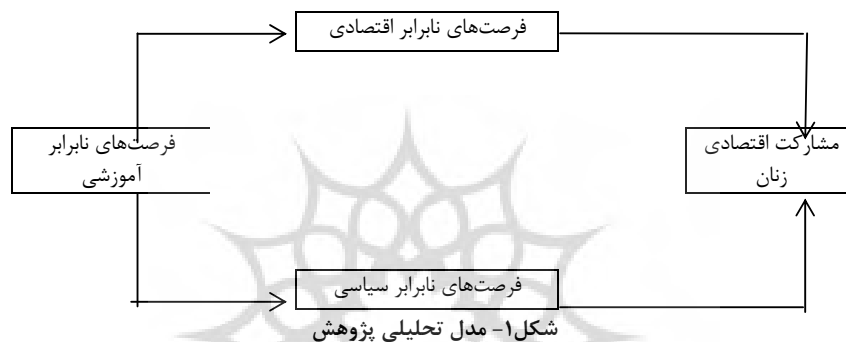 فرصت‌های نابرابر اقتصادی
مشارکت اقتصادی
زنان
فرصت‌های نابرابر
آموزشی
فرصت‌های نابرابر سیاسی
شکل۱- مدل تحلیلی پژوهش